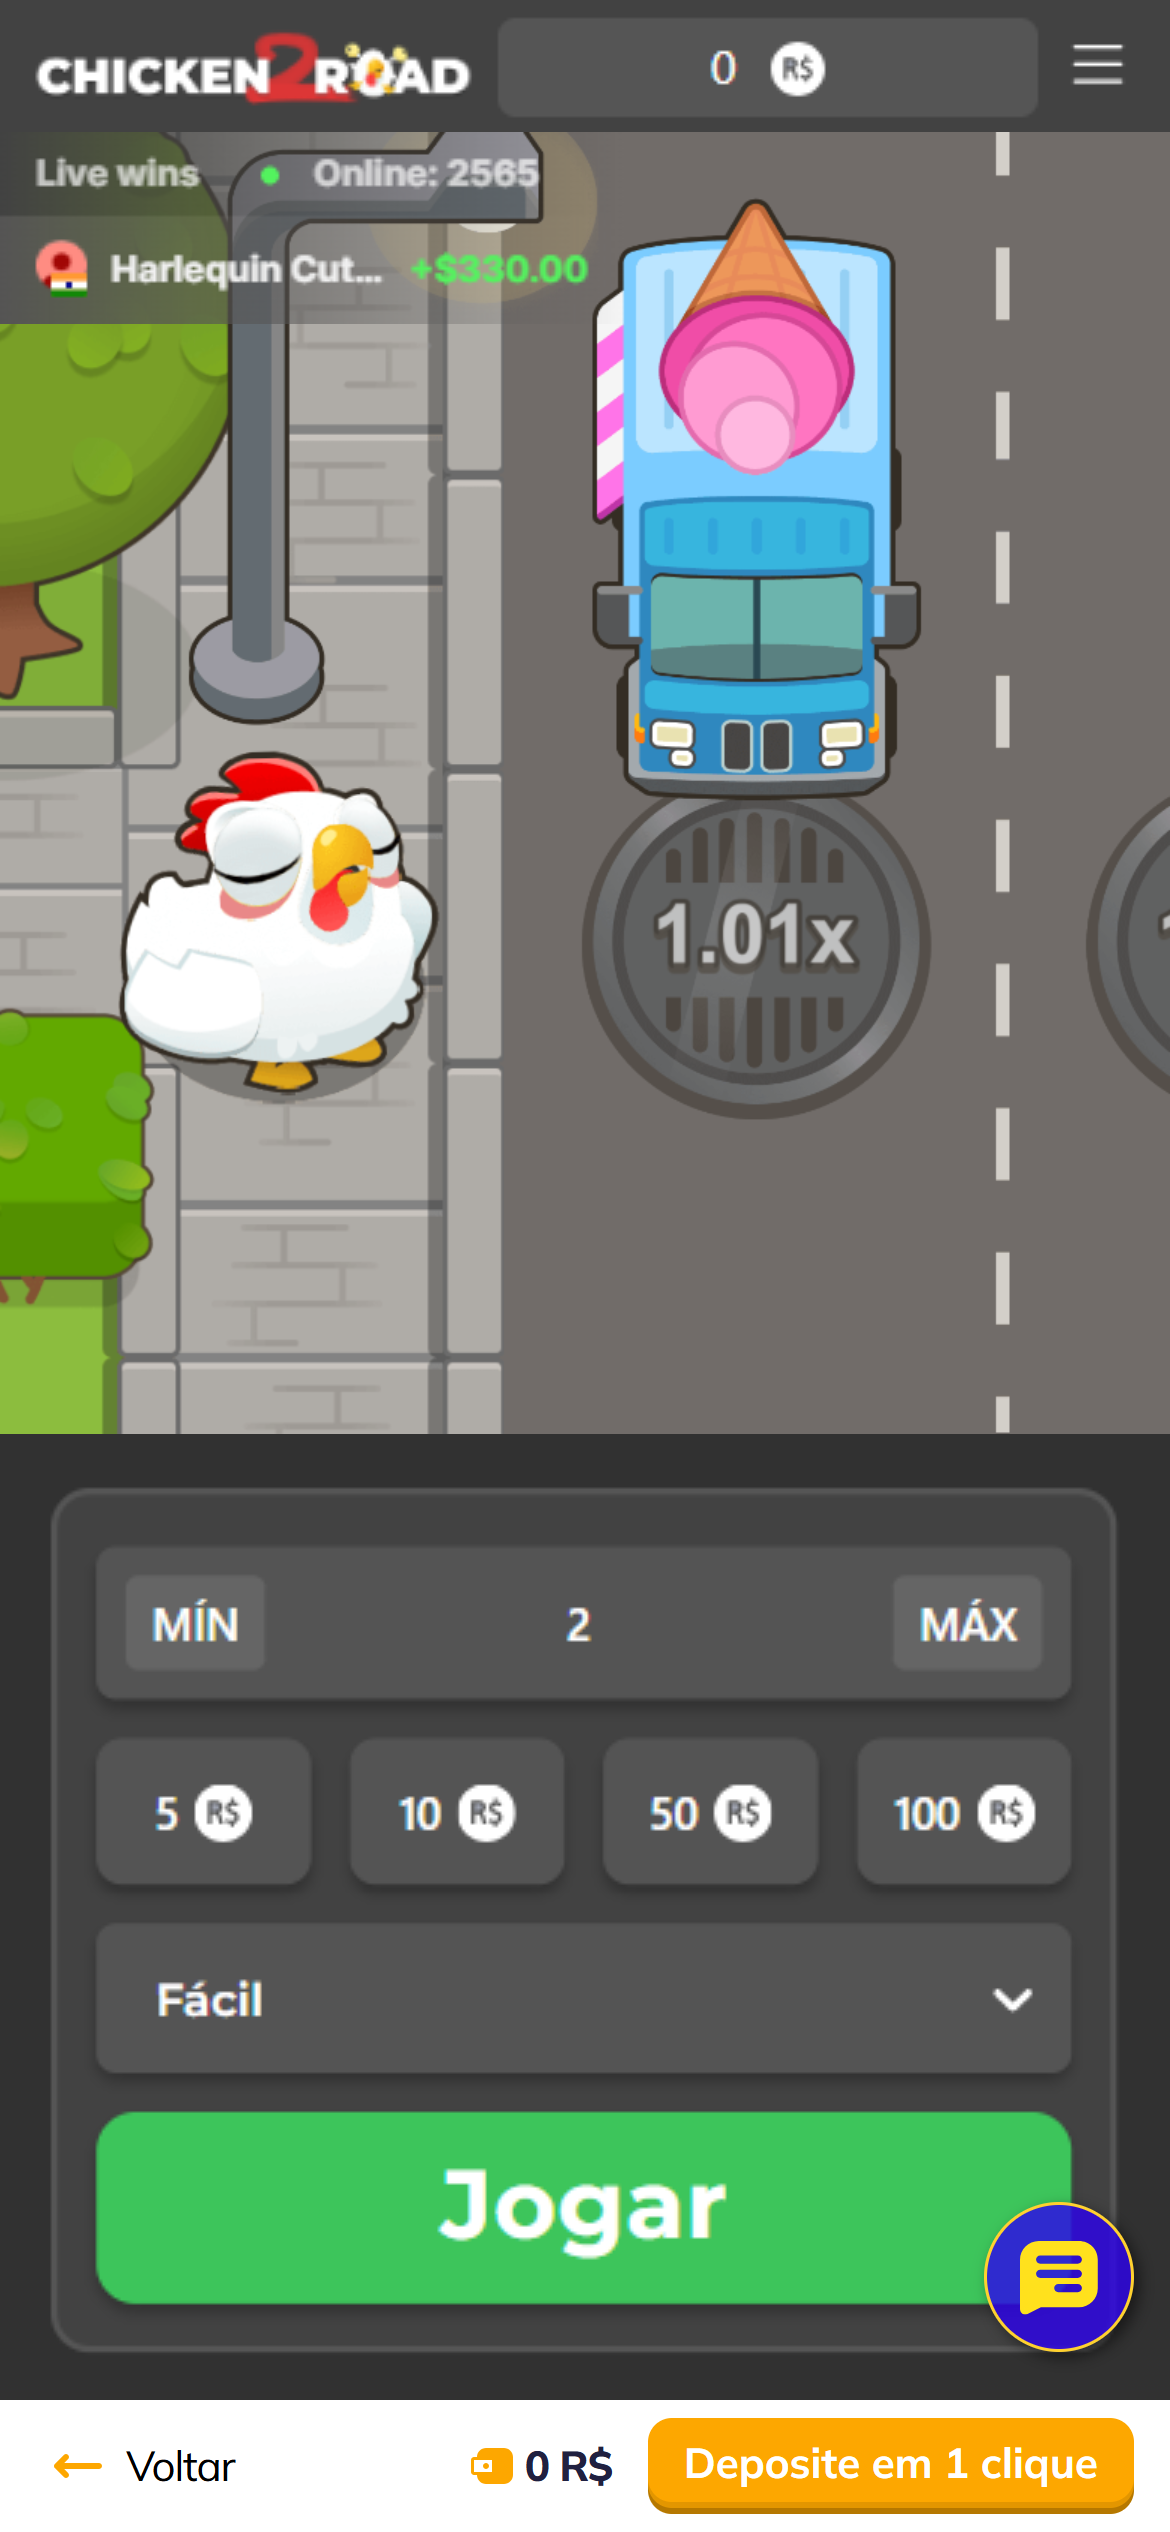 CHICKEN 2 ROAD
0 R$
Live wins
Online: 2565
Harlequin Cut...
+$330.00
1.01x
MÍN
2
MÁX
5 R$
10 R$
50 R$
100 R$
Fácil
Jogar
Voltar
0 R$
Deposite em 1 clique